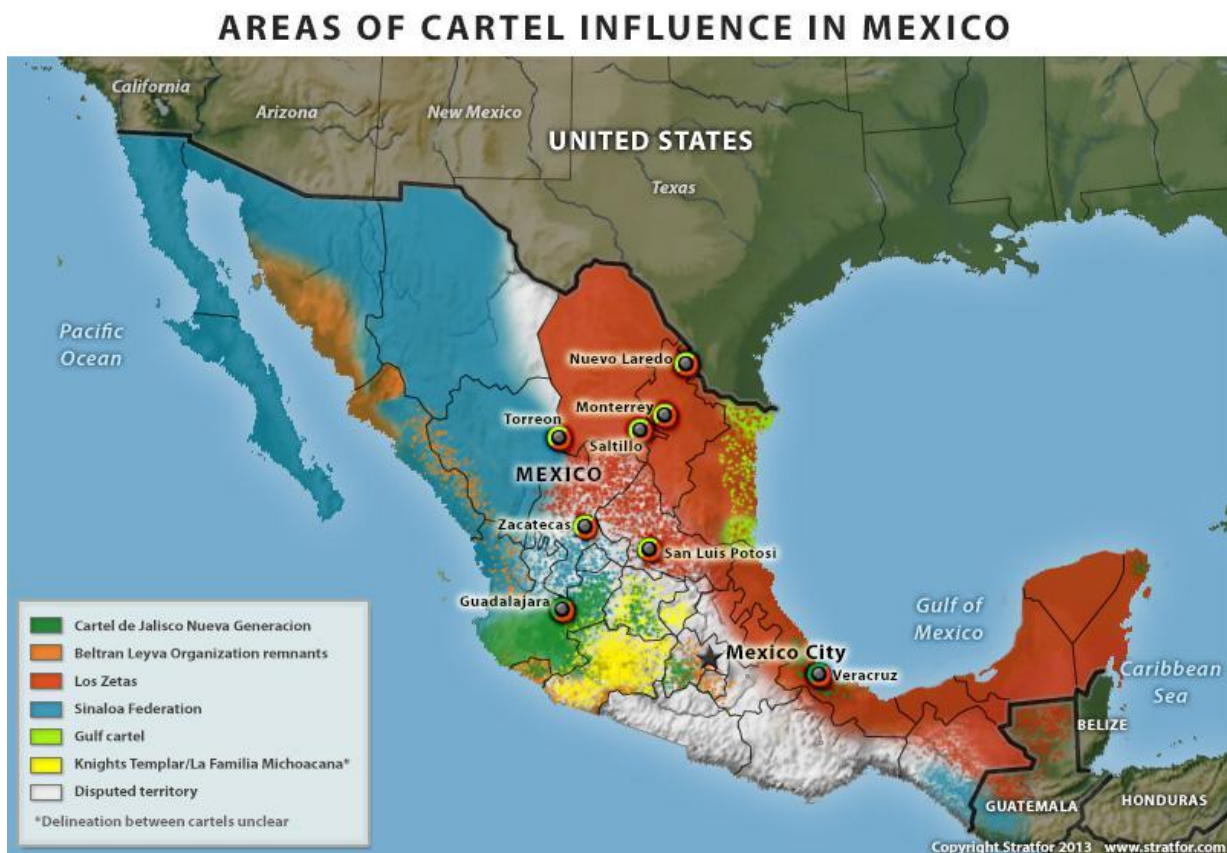 AREAS OF CARTEL INFLUENCE IN MEXICO
California
Arizona
New Mexico
UNITED STATES
Texas
Pacific
Ocean
Nuevo Laredo
Monterrey
Torreon
Saltillo
MEXICO
Zacatecas
San Luis Potosi
Guadalajara
Gulf of
Mexico
Mexico City
Veracruz
Caribbean
Sea
BELIZE
GUATEMALA
HONDURAS
Cartel de Jalisco Nueva Generacion
Beltran Leyva Organization remnants
Los Zetas
Sinaloa Federation
Gulf cartel
Knights Templar/La Familia Michoacana*
Disputed territory
*Delineation between cartels unclear
Copyright Stratfor 2013 www.stratfor.com